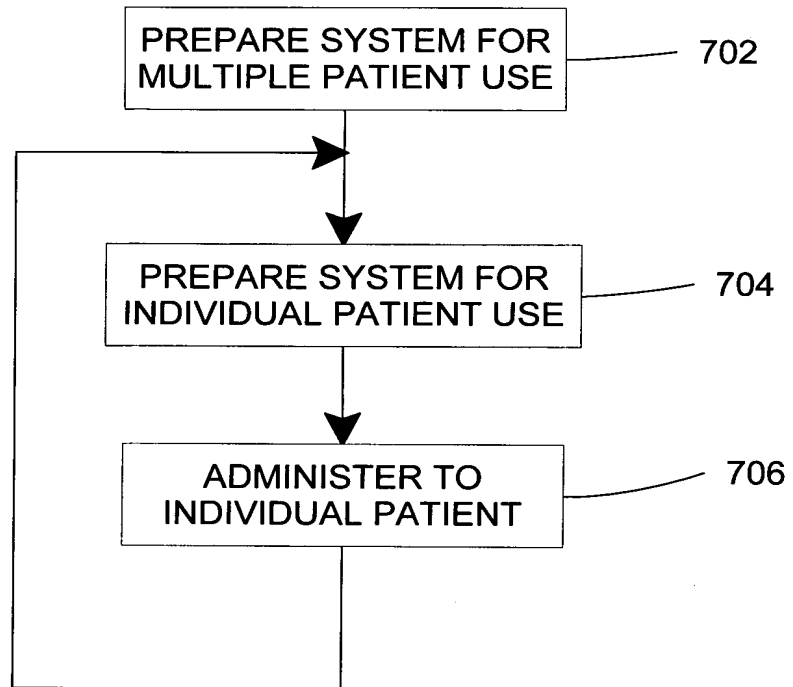 PREPARE SYSTEM FOR
MULTIPLE PATIENT USE
702
PREPARE SYSTEM FOR
INDIVIDUAL PATIENT USE
704
ADMINISTER TO
INDIVIDUAL PATIENT
706